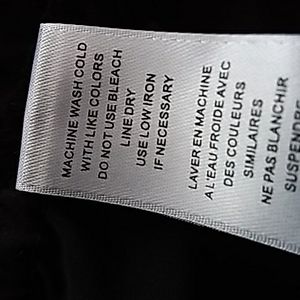 MACHINE WASH COLD
WITH LIKE COLORS
DO NOT USE BLEACH
LINE DRY
USE LOW IRON
IF NECESSARY
LAVER EN MACHINE
A L'EAU FROIDE AVEC
DES COULEURS
SIMILAIRES
NE PAS BLANCHIR